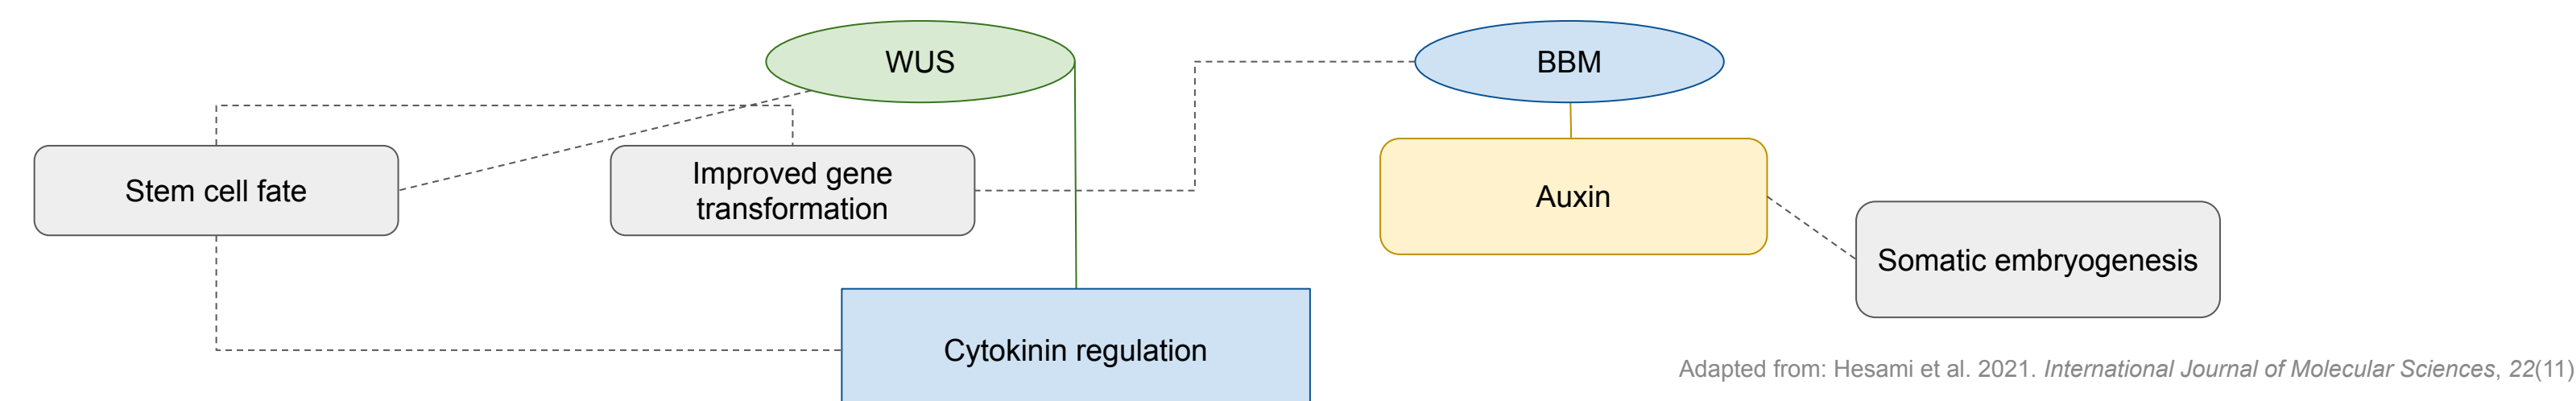 WUS
BBM
Stem cell fate
Improved gene
transformation
Auxin
Somatic embryogenesis
Cytokinin regulation
Adapted from: Hesami et al. 2021. International Journal of Molecular Sciences, 22(11)